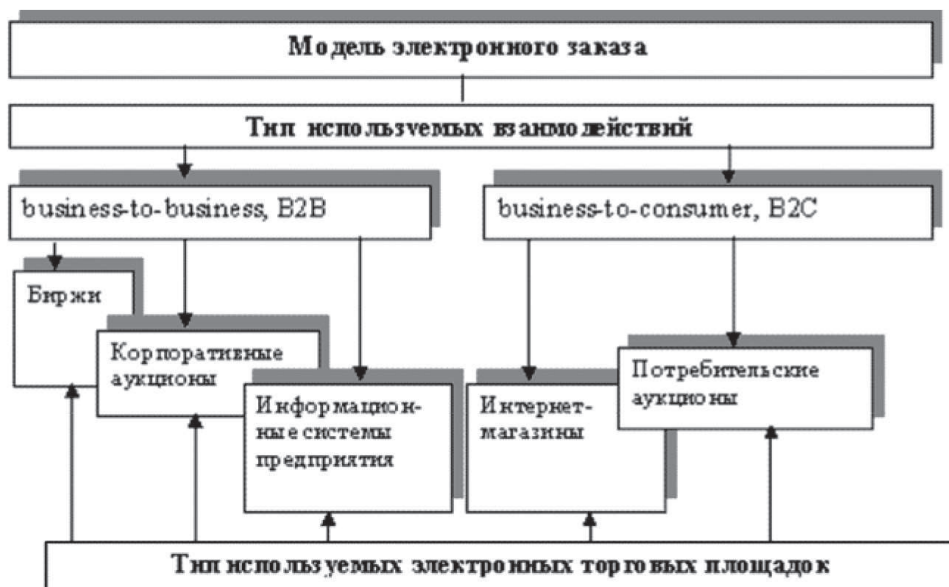 Модель электронного заказа
Тип используемых взаимодействий
business-to-business, B2B
business-to-consumer, B2C
Биржи
Корпоративные
аукционы
Информацион-
ные системы
предприятия
Интернет-
магазины
Потребительские
аукционы
Тип используемых электронных торговых площадок